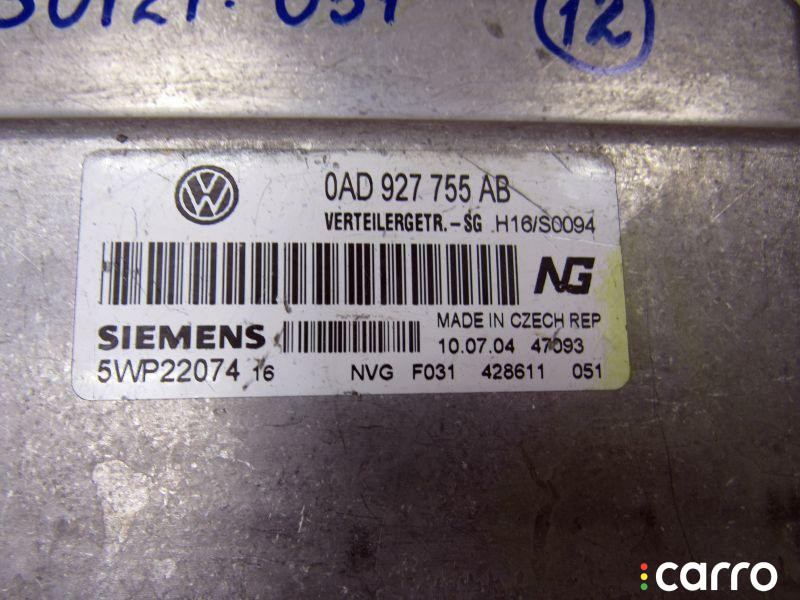 12
0AD 927 755 AB
VERTEILERGETR.-SG H16/S0094
NG
SIEMENS
MADE IN CZECH REP
10.07.04 47093
5WP22074 16
NVG F031 428611 051
carro